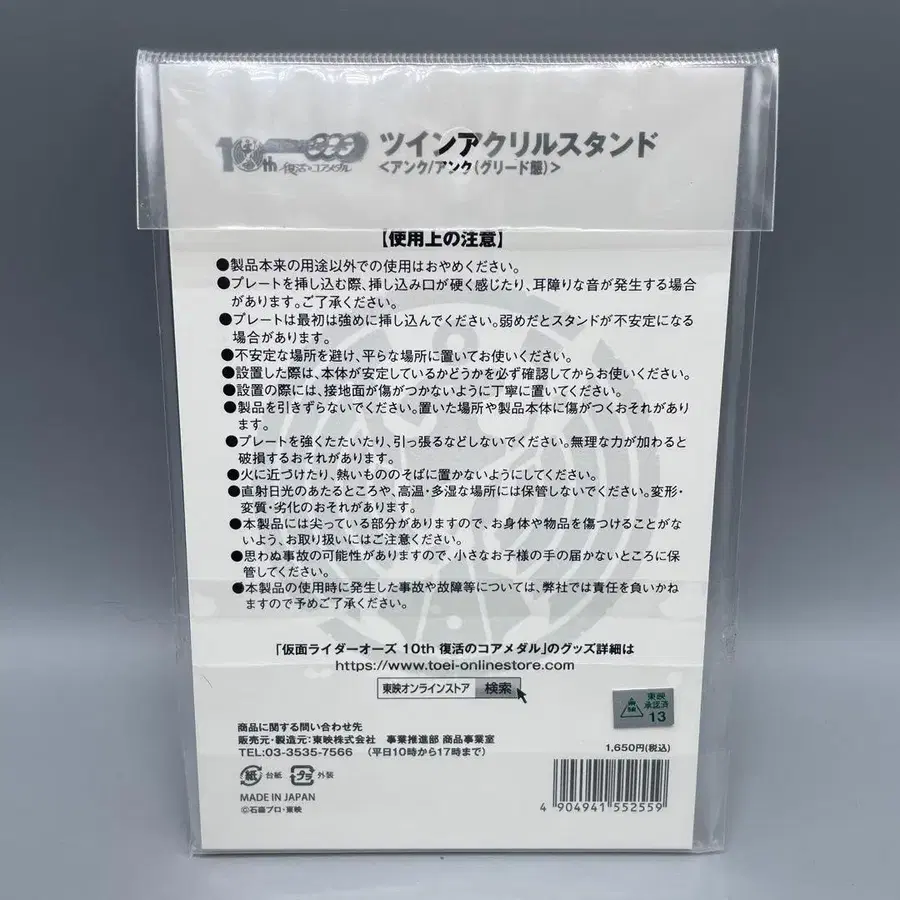 10th 復活のコアメダル
ツインアクリルスタンド
<アンク/アンク(グリード態)>
【使用上の注意】
●製品本来の用途以外での使用はおやめください。
●プレートを挿し込む際、挿し込み口が硬く感じたり、耳障りな音が発生する場合
があります。ご了承ください。
●プレートは最初は強めに挿し込んでください。弱めだとスタンドが不安定になる
場合があります。
●不安定な場所を避け、平らな場所に置いてお使いください。
●設置した際は、本体が安定しているかどうかを必ず確認してからお使いください。
●設置の際には、接地面が傷がつかないように丁寧に置いてください。
●製品を引きずらないでください。置いた場所や製品本体に傷がつくおそれがあり
ます。
●プレートを強くたたいたり、引っ張るなどしないでください。無理な力が加わると
破損するおそれがあります。
●火に近づけたり、熱いもののそばに置かないようにしてください。
●直射日光のあたるところや、高温・多湿な場所には保管しないでください。変形・
変質・劣化のおそれがあります。
●本製品には尖っている部分がありますので、お身体や物品を傷つけることがな
いよう、お取り扱いにはご注意ください。
●思わぬ事故の可能性がありますので、小さなお子様の手の届かないところに保
管してください。
●本製品の使用時に発生した事故や故障等については、弊社では責任を負いかね
ますので予めご了承ください。
「仮面ライダーオーズ 10th 復活のコアメダル」のグッズ詳細は
https://www.toei-onlinestore.com
東映オンラインストア 検索
東映
承認済
13
商品に関する問い合わせ先
販売元・製造元:東映株式会社 事業推進部 商品事業室
TEL:03-3535-7566 (平日10時から17時まで)
1,650円(税込)
紙 台紙 プラ 外装
MADE IN JAPAN
©石森プロ・東映
4 904941 552559